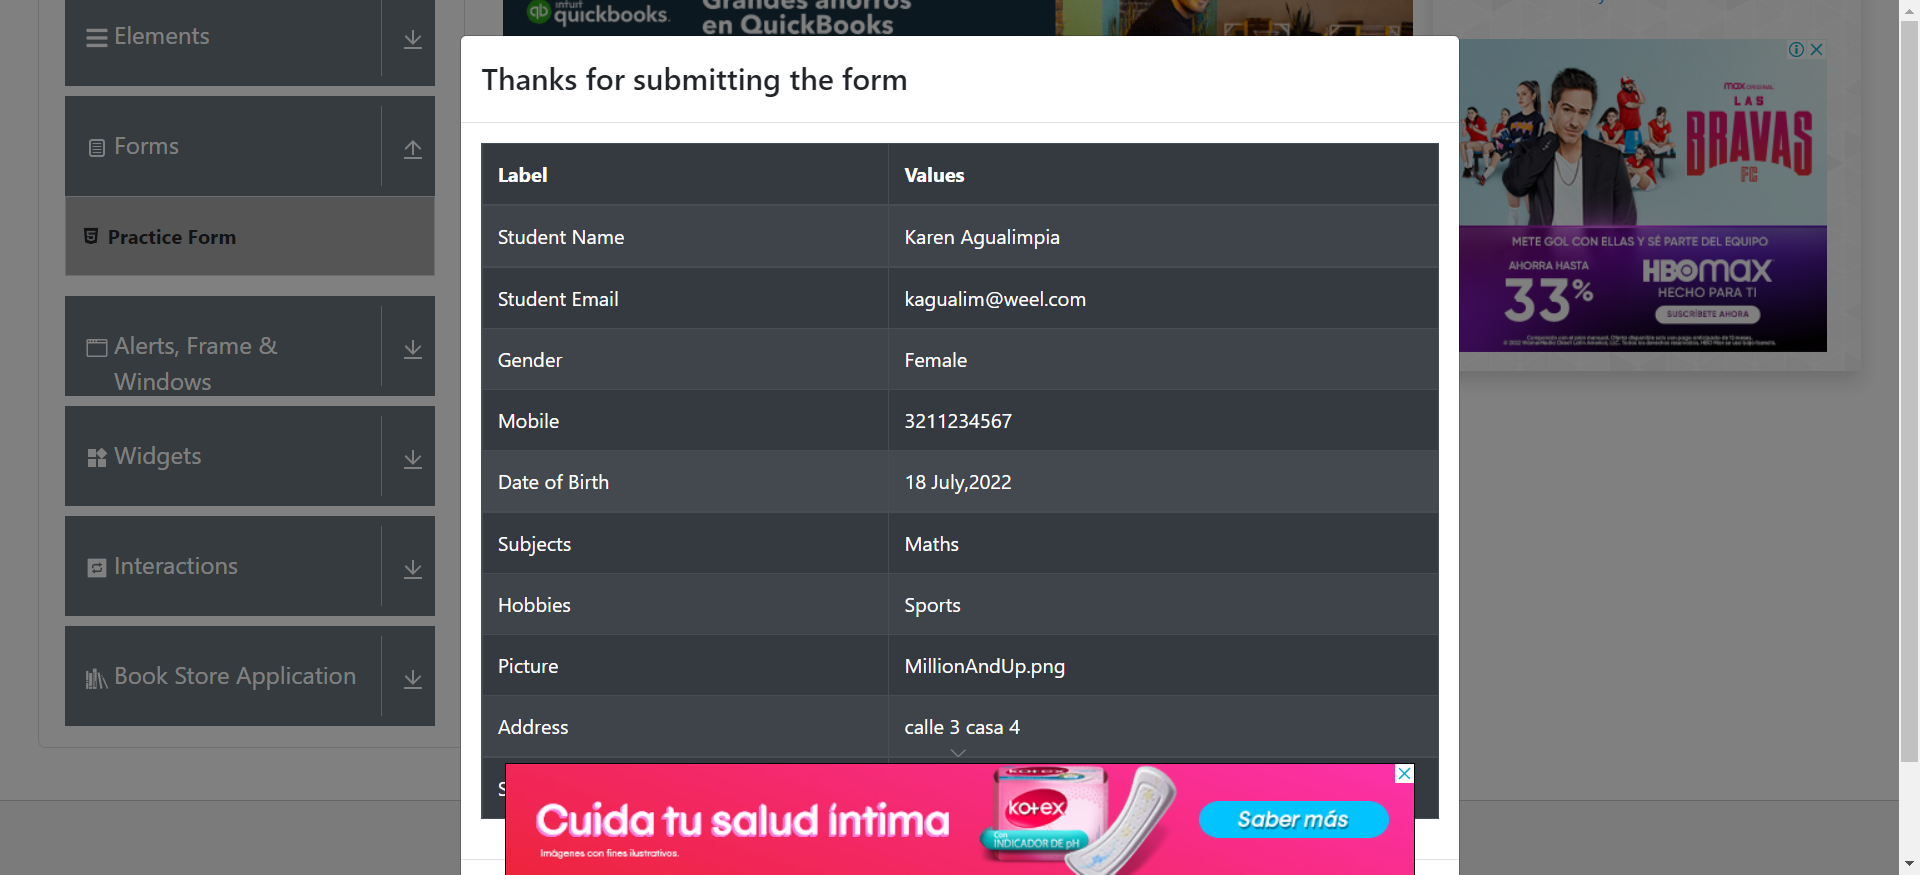 Elements
Forms
Practice Form
Alerts, Frame &
Windows
Widgets
Interactions
Book Store Application
intuit
quickbooks.
Grandes ahorros
en QuickBooks
Thanks for submitting the form
Label Values
Student Name Karen Agualimpia
Student Email kagualim@weel.com
Gender Female
Mobile 3211234567
Date of Birth 18 July,2022
Subjects Maths
Hobbies Sports
Picture MillionAndUp.png
Address calle 3 casa 4
S
Cuida tu salud íntima
Imágenes con fines ilustrativos.
kotex
kotex
Con
INDICADOR DE pH
Saber más
max ORIGINAL
LAS
BRAVAS
FC
METE GOL CON ELLAS Y SÉ PARTE DEL EQUIPO
AHORRA HASTA
33%
HBOMAX
HECHO PARA TI
SUSCRÍBETE AHORA